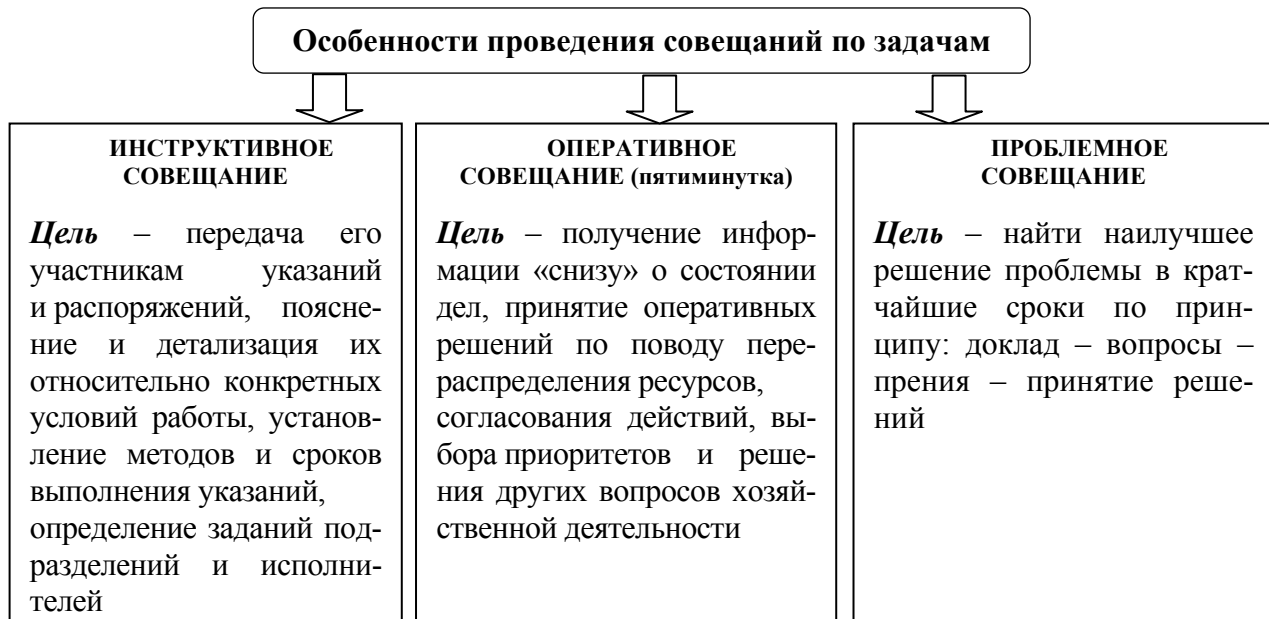 Особенности проведения совещаний по задачам
ИНСТРУКТИВНОЕ
СОВЕЩАНИЕ
Цель – передача его
участникам указаний
и распоряжений, поясне-
ние и детализация их
относительно конкретных
условий работы, установ-
ление методов и сроков
выполнения указаний,
определение заданий под-
разделений и исполни-
телей
ОПЕРАТИВНОЕ
СОВЕЩАНИЕ (пятиминутка)
Цель – получение инфор-
мации «снизу» о состоянии
дел, принятие оперативных
решений по поводу пере-
распределения ресурсов,
согласования действий, вы-
бора приоритетов и реше-
ния других вопросов хозяй-
ственной деятельности
ПРОБЛЕМНОЕ
СОВЕЩАНИЕ
Цель – найти наилучшее
решение проблемы в крат-
чайшие сроки по прин-
ципу: доклад – вопросы –
прения – принятие реше-
ний